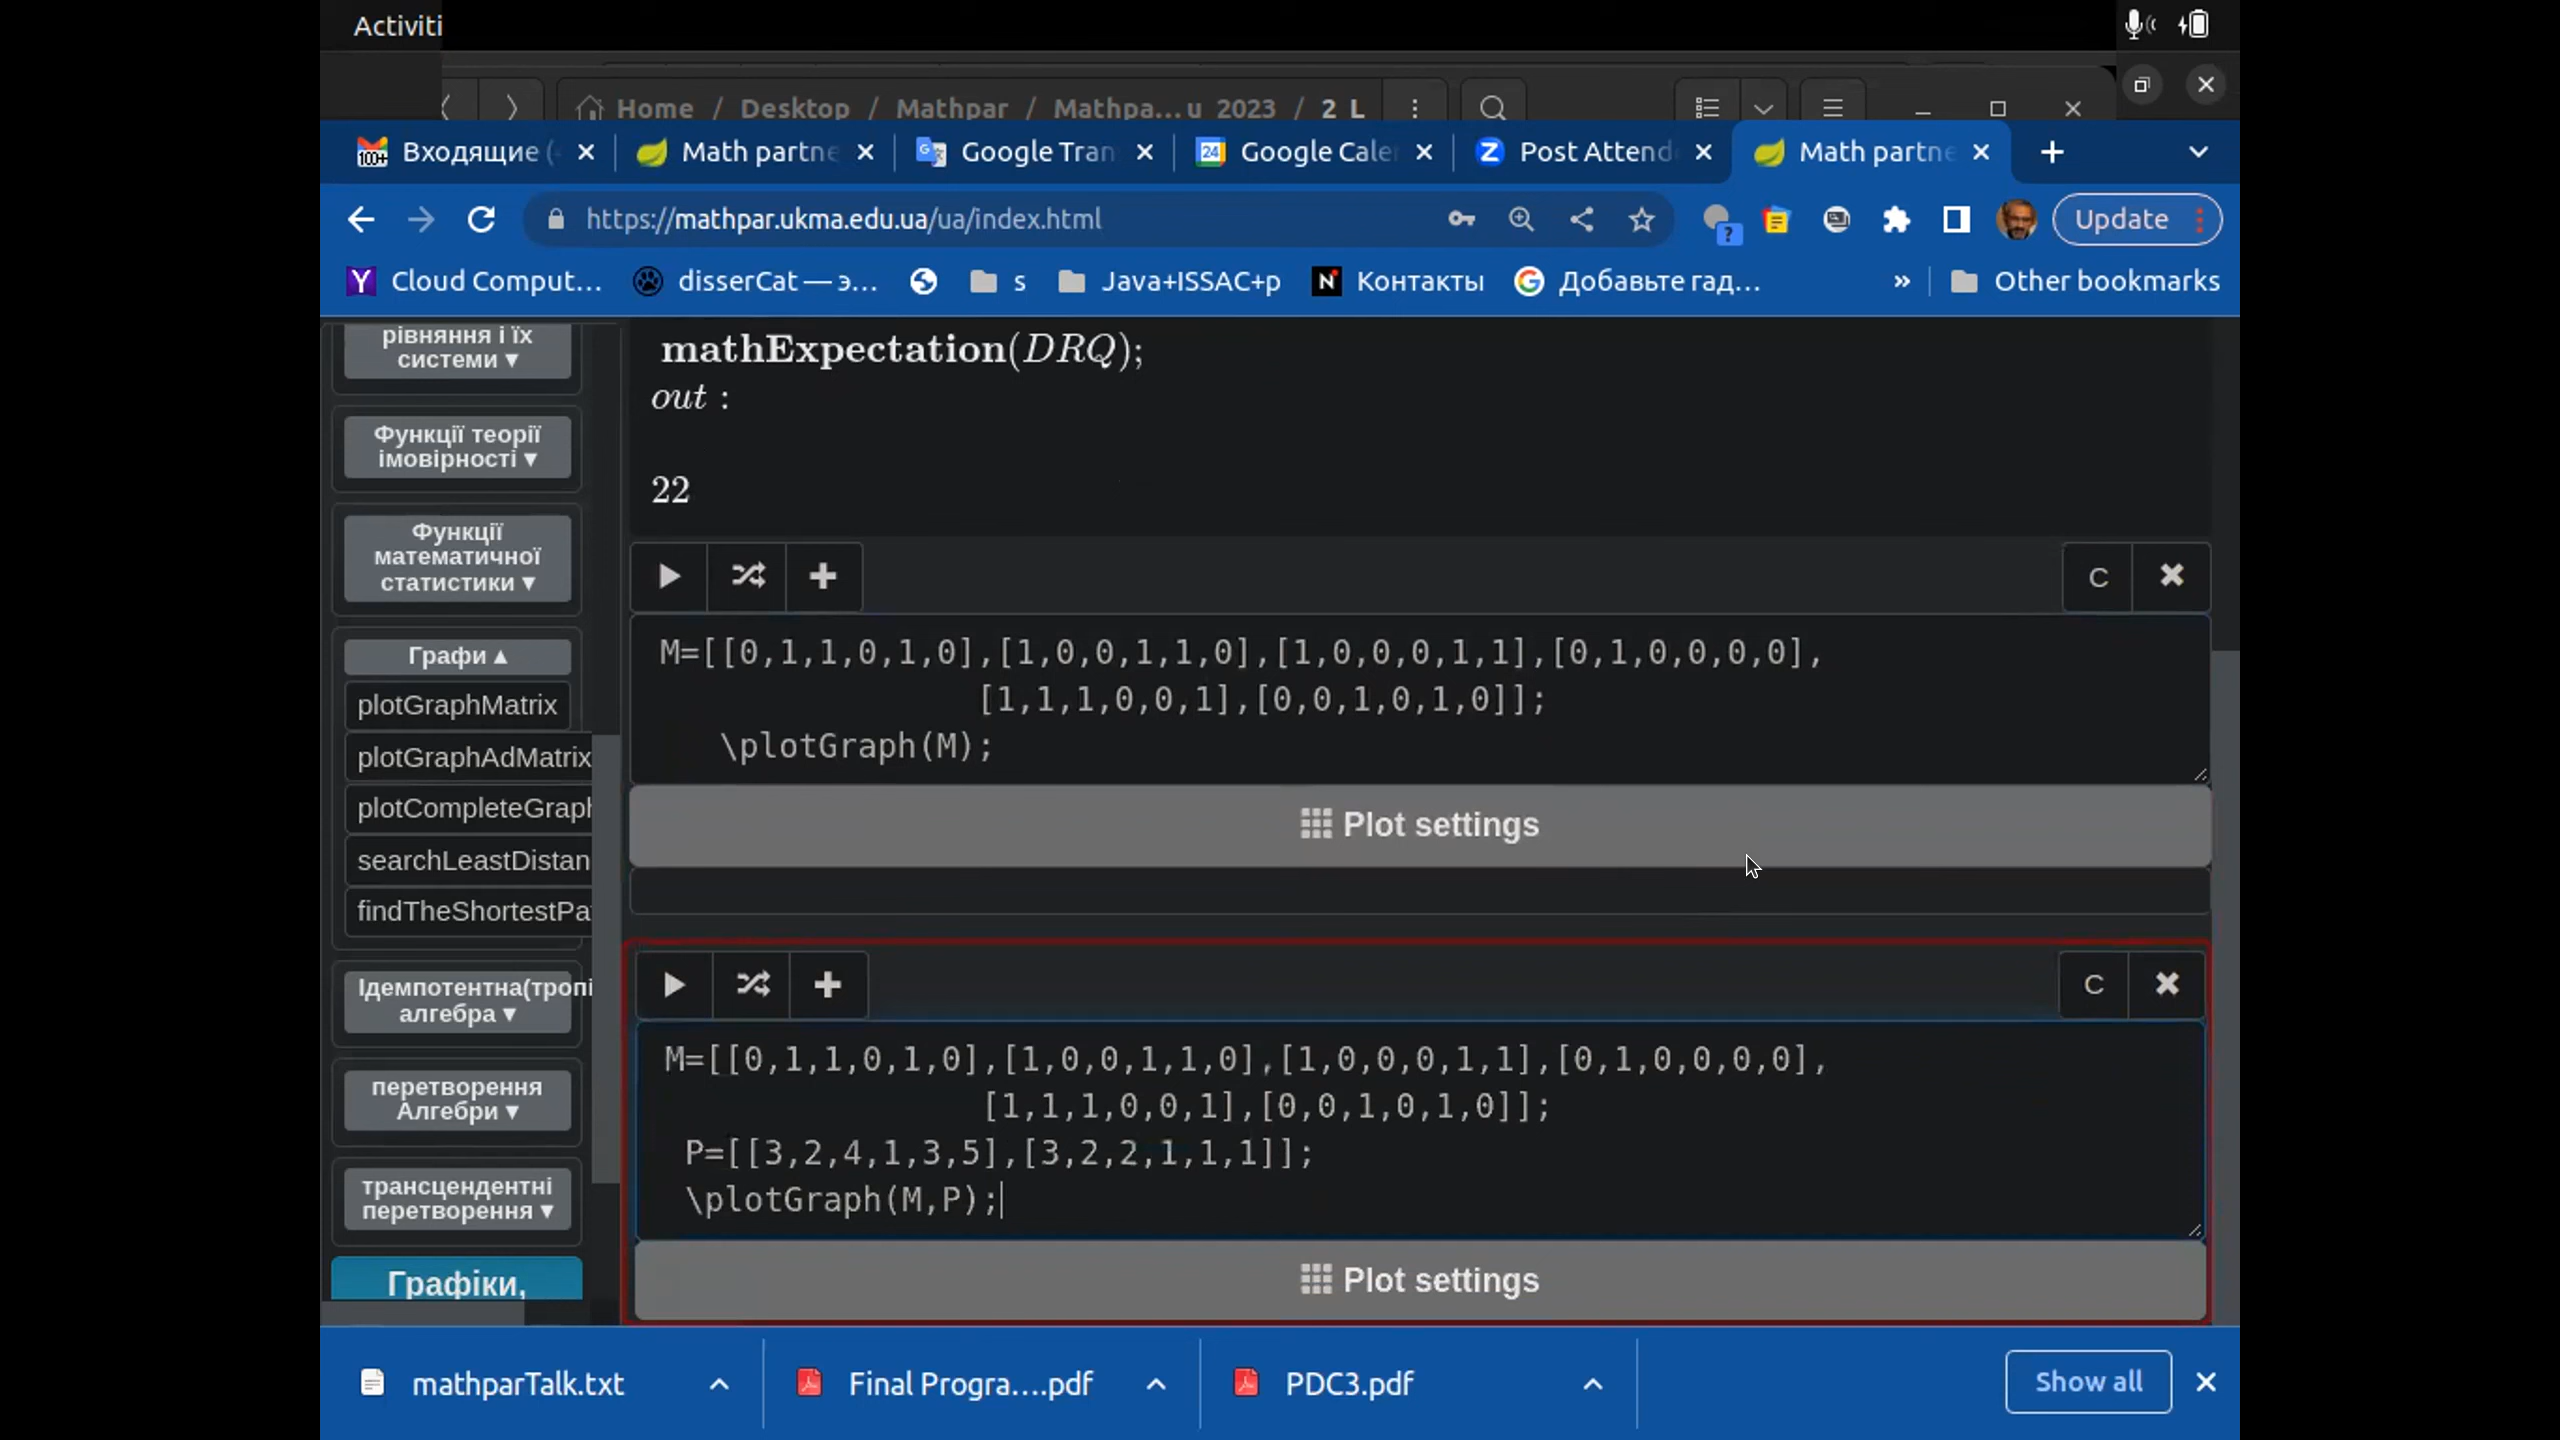 Activiti
Home / Desktop / Mathpar / Mathpa...u 2023 / 2 L
100+ Входящие (
Math partne
Google Tran
24 Google Cale
Z Post Attend
Math partne
https://mathpar.ukma.edu.ua/ua/index.html
? Update
Y Cloud Comput...
disserCat — э...
s
Java+ISSAC+p
N Контакты
G Добавьте гад...
» Other bookmarks
рівняння і їх
системи ▼
Функції теорії
імовірності ▼
Функції
математичної
статистики ▼
Графи ▲
plotGraphMatrix
plotGraphAdMatrix
plotCompleteGraph
searchLeastDistan
findTheShortestPa
Ідемпотентна(тропі
алгебра ▼
перетворення
Алгебри ▼
трансцендентні
перетворення ▼
Графіки,
mathExpectation(DRQ);
out :
22
C
M=[[0,1,1,0,1,0],[1,0,0,1,1,0],[1,0,0,0,1,1],[0,1,0,0,0,0],
[1,1,1,0,0,1],[0,0,1,0,1,0]];
\plotGraph(M);
Plot settings
C
M=[[0,1,1,0,1,0],[1,0,0,1,1,0],[1,0,0,0,1,1],[0,1,0,0,0,0],
[1,1,1,0,0,1],[0,0,1,0,1,0]];
P=[[3,2,4,1,3,5],[3,2,2,1,1,1]];
\plotGraph(M,P);
Plot settings
mathparTalk.txt
Final Progra....pdf
PDC3.pdf
Show all